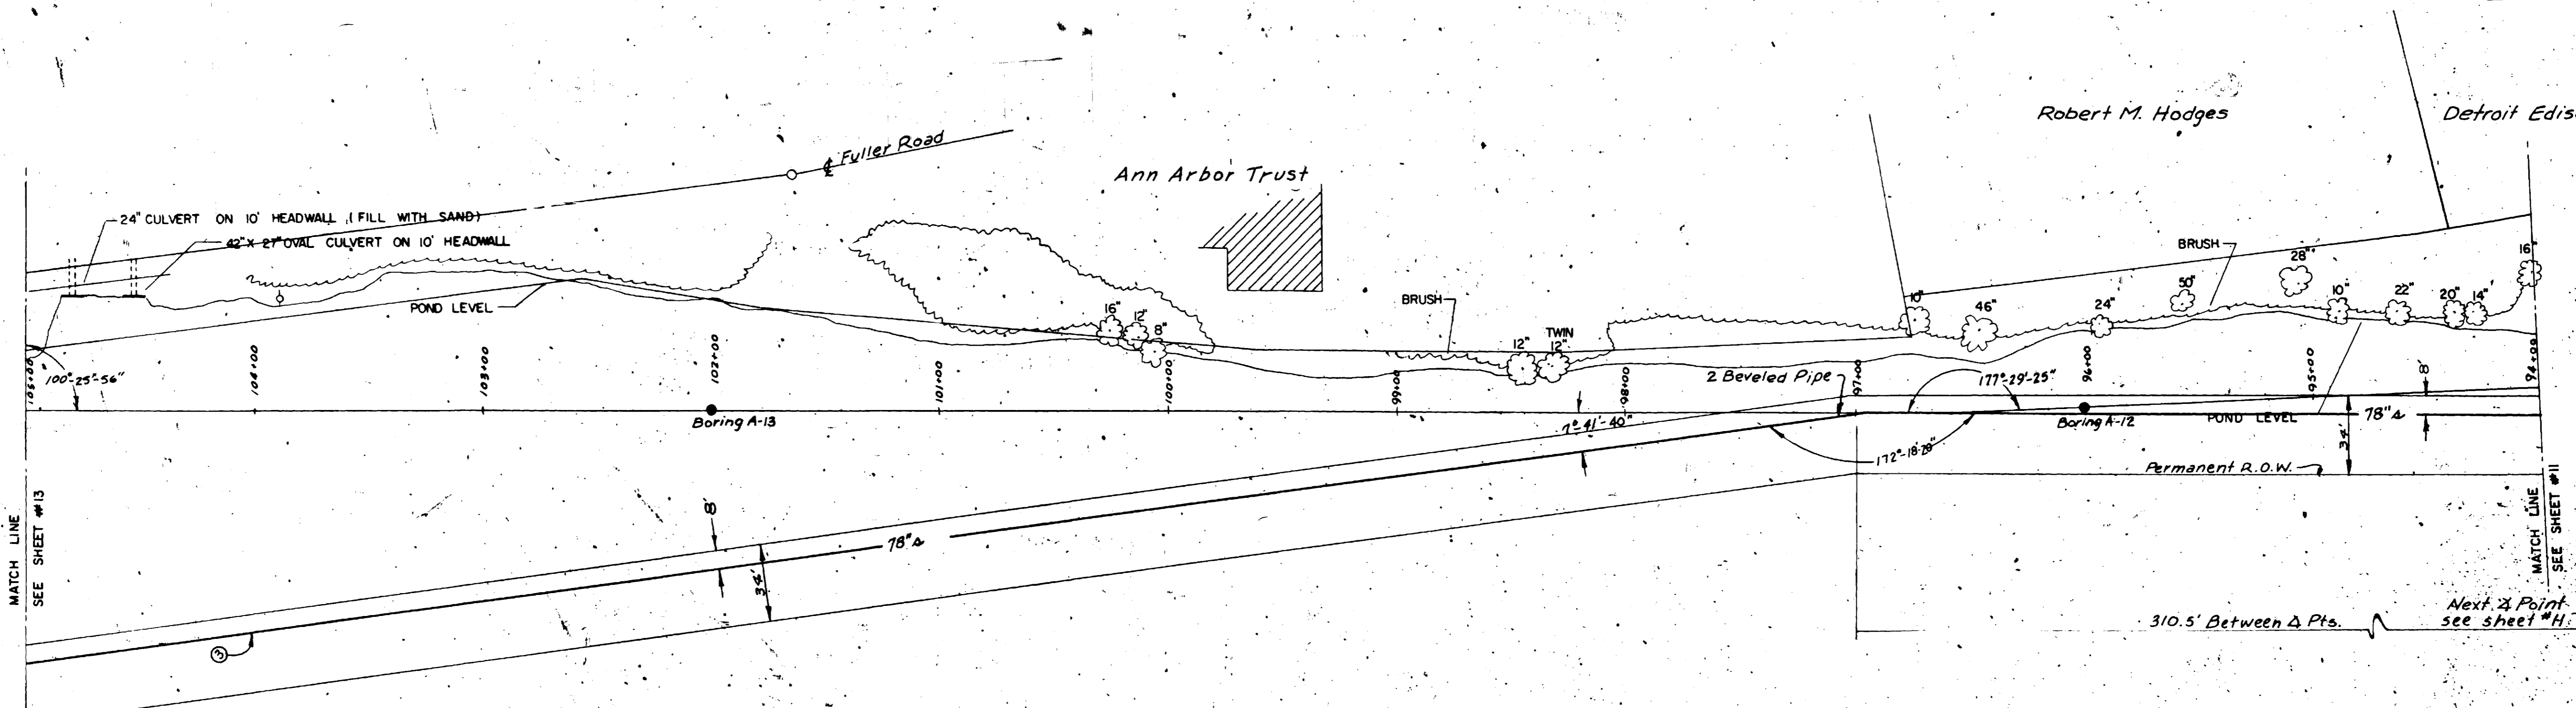 Robert M. Hodges
Detroit Edis
℄ Fuller Road
Ann Arbor Trust
24" CULVERT ON 10' HEADWALL (FILL WITH SAND)
42" X 27" OVAL CULVERT ON 10' HEADWALL
BRUSH
28"
16"
50"
POND LEVEL
BRUSH
16"
12"
8"
10"
46"
24"
10"
22"
20"
14"
12"
TWIN
12"
105+00
104+00
103+00
102+00
101+00
100+00
99+00
98+00
97+00
96+00
95+00
94+00
100°-25'-56"
2 Beveled Pipe
177°-29'-25"
8'
Boring A-13
7°-41'-40"
Boring A-12
POND LEVEL
78"s
34'
172°-18'-20"
Permanent R.O.W.
MATCH LINE
SEE SHEET #13
8'
78"s
34'
MATCH LINE
SEE SHEET #11
310.5' Between ∆ Pts.
Next ∆ Point
see sheet #H
3